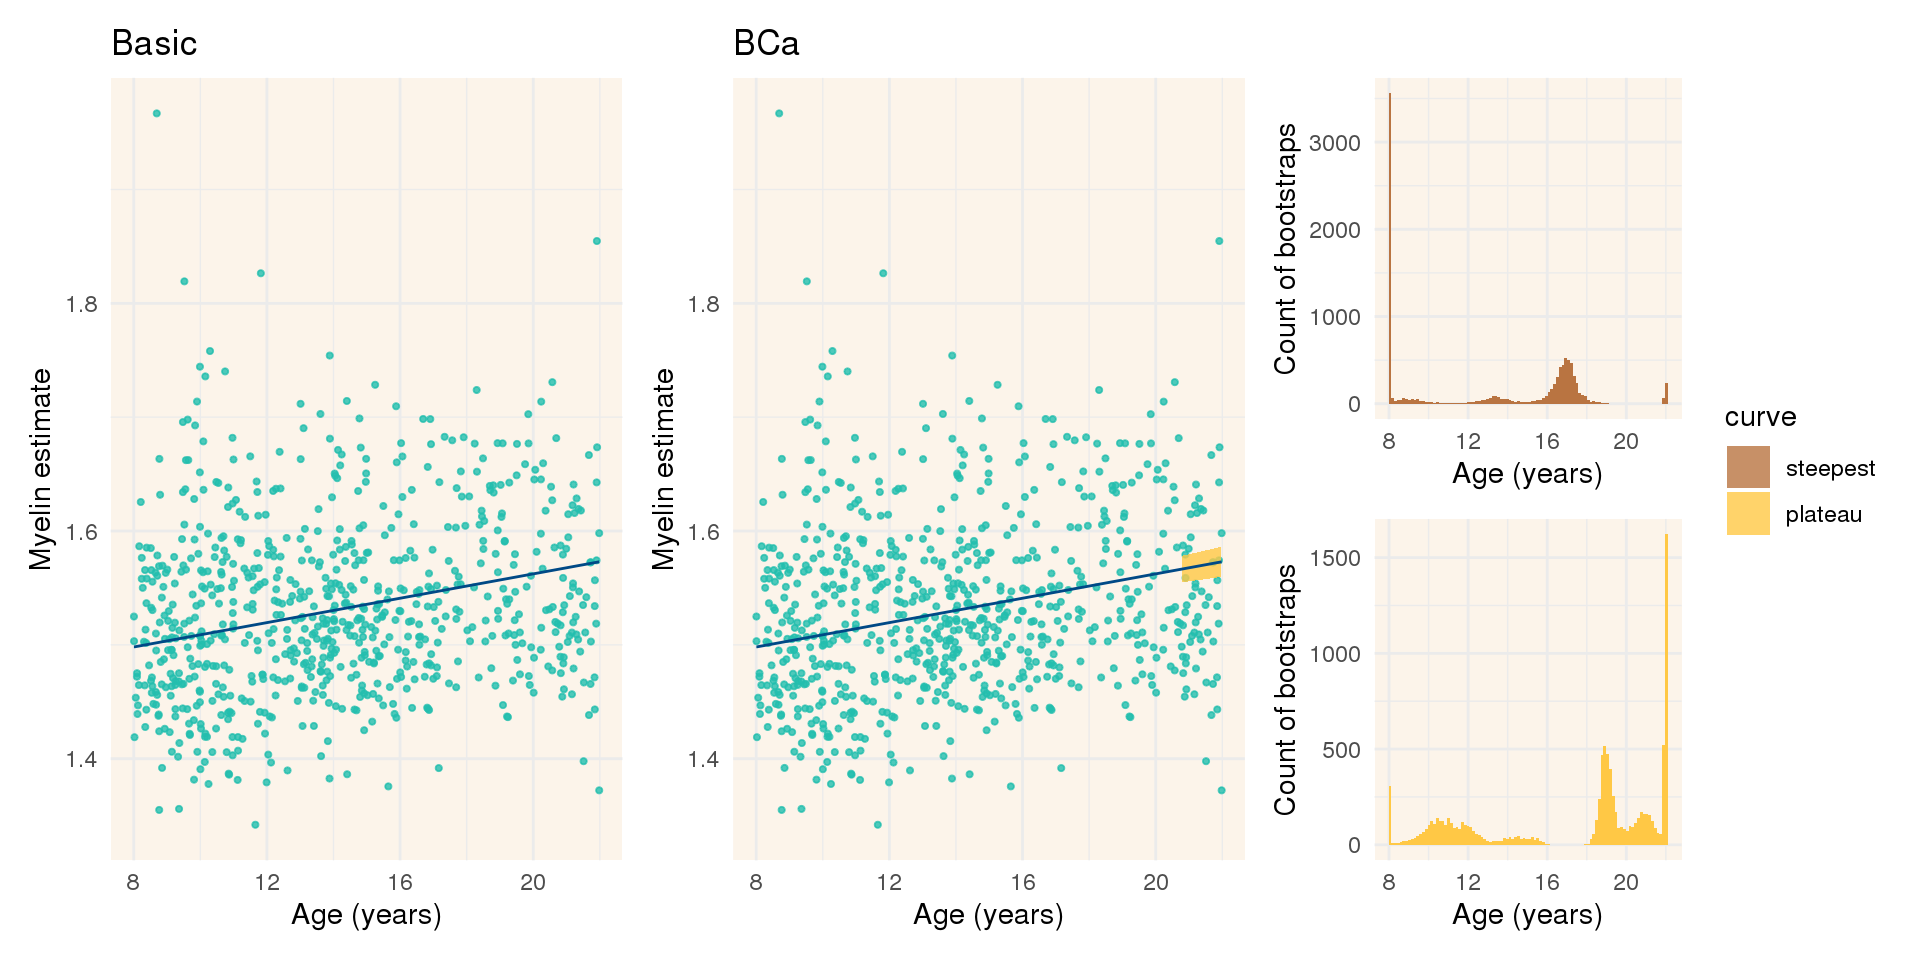 Basic
Myelin estimate
1.8
1.6
1.4
8 12 16 20
Age (years)
BCa
Myelin estimate
1.8
1.6
1.4
8 12 16 20
Age (years)
Count of bootstraps
3000
2000
1000
0
8 12 16 20
Age (years)
Count of bootstraps
1500
1000
500
0
8 12 16 20
Age (years)
curve
steepest
plateau